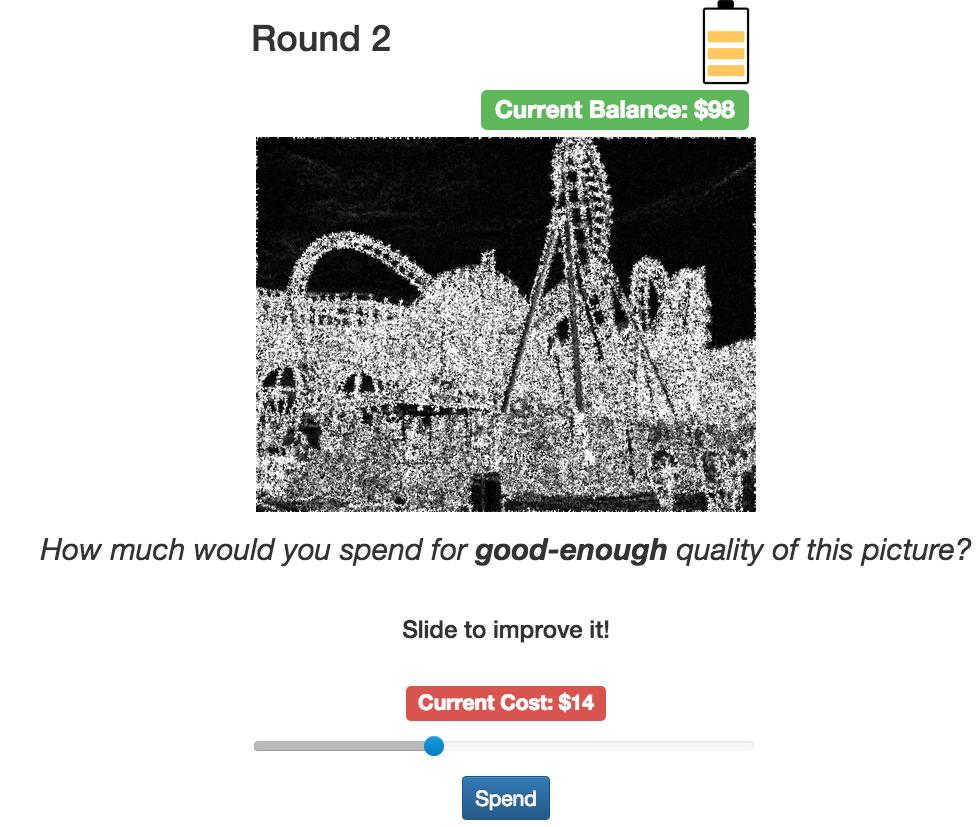 Round 2
Current Balance: $98
How much would you spend for good-enough quality of this picture?
Slide to improve it!
Current Cost: $14
Spend